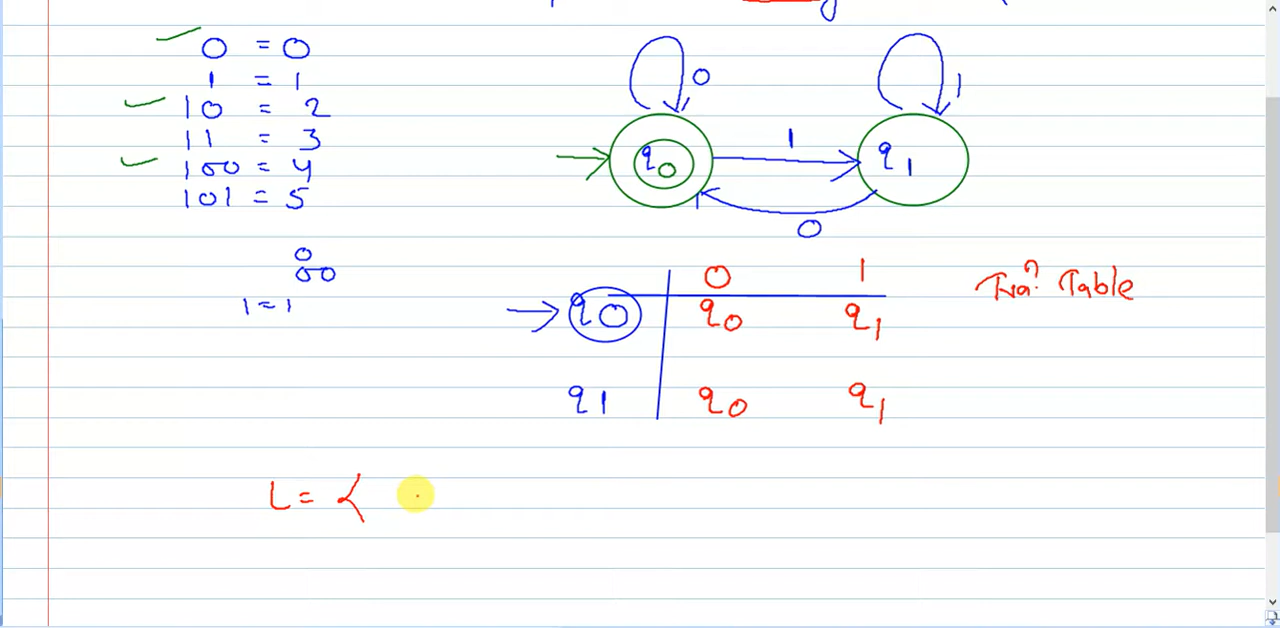 0 = 0
1 = 1
10 = 2
11 = 3
100 = 4
101 = 5
0
00
1 = 1
0
1
q0
1
q1
0
0 1
Tran Table
q0 q0 q1
q1 q0 q1
L = {